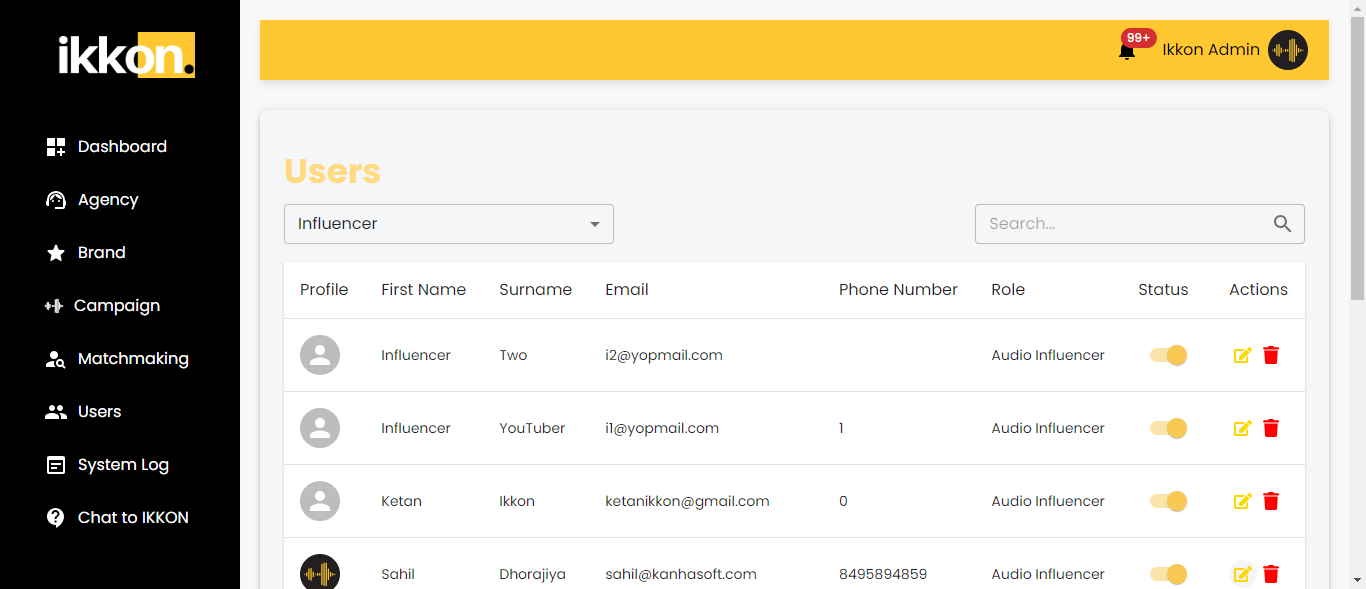 ikkon.
99+
Ikkon Admin
Dashboard
Agency
Brand
Campaign
Matchmaking
Users
System Log
Chat to IKKON
Users
Influencer
Search...
Profile First Name Surname Email Phone Number Role Status Actions
Influencer Two i2@yopmail.com Audio Influencer
Influencer YouTuber i1@yopmail.com 1 Audio Influencer
Ketan Ikkon ketanikkon@gmail.com 0 Audio Influencer
Sahil Dhorajiya sahil@kanhasoft.com 8495894859 Audio Influencer